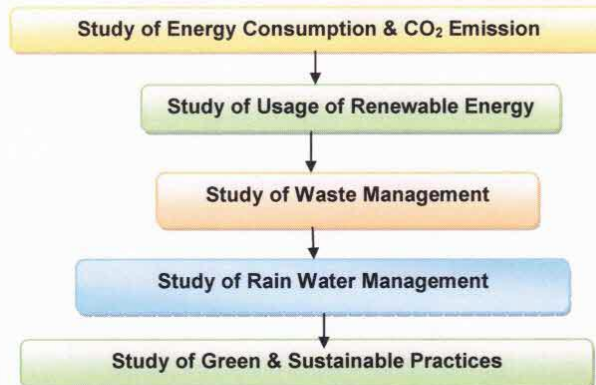 Study of Energy Consumption & CO₂ Emission
Study of Usage of Renewable Energy
Study of Waste Management
Study of Rain Water Management
Study of Green & Sustainable Practices